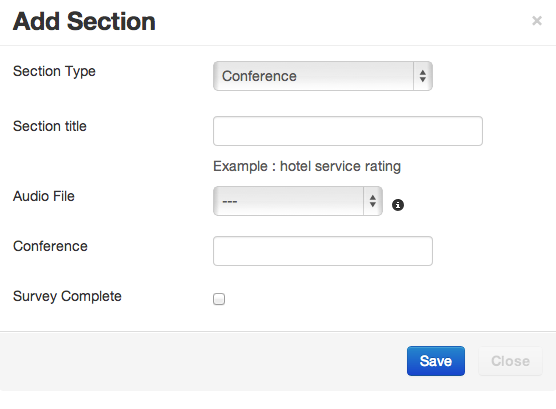 Add Section ×
Section Type Conference
Section title
Example : hotel service rating
Audio File ---
Conference
Survey Complete
Save Close